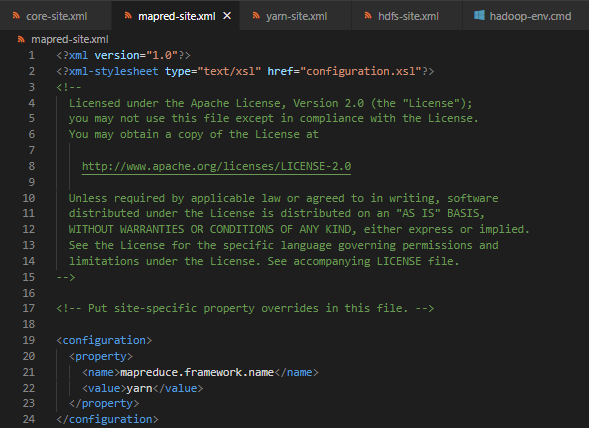 core-site.xml mapred-site.xml yarn-site.xml hdfs-site.xml hadoop-env.cmd
mapred-site.xml
1 <?xml version="1.0"?>
2 <?xml-stylesheet type="text/xsl" href="configuration.xsl"?>
3 <!--
4 Licensed under the Apache License, Version 2.0 (the "License");
5 you may not use this file except in compliance with the License.
6 You may obtain a copy of the License at
7
8 http://www.apache.org/licenses/LICENSE-2.0
9
10 Unless required by applicable law or agreed to in writing, software
11 distributed under the License is distributed on an "AS IS" BASIS,
12 WITHOUT WARRANTIES OR CONDITIONS OF ANY KIND, either express or implied.
13 See the License for the specific language governing permissions and
14 limitations under the License. See accompanying LICENSE file.
15 -->
16
17 <!-- Put site-specific property overrides in this file. -->
18
19 <configuration>
20 <property>
21 <name>mapreduce.framework.name</name>
22 <value>yarn</value>
23 </property>
24 </configuration>